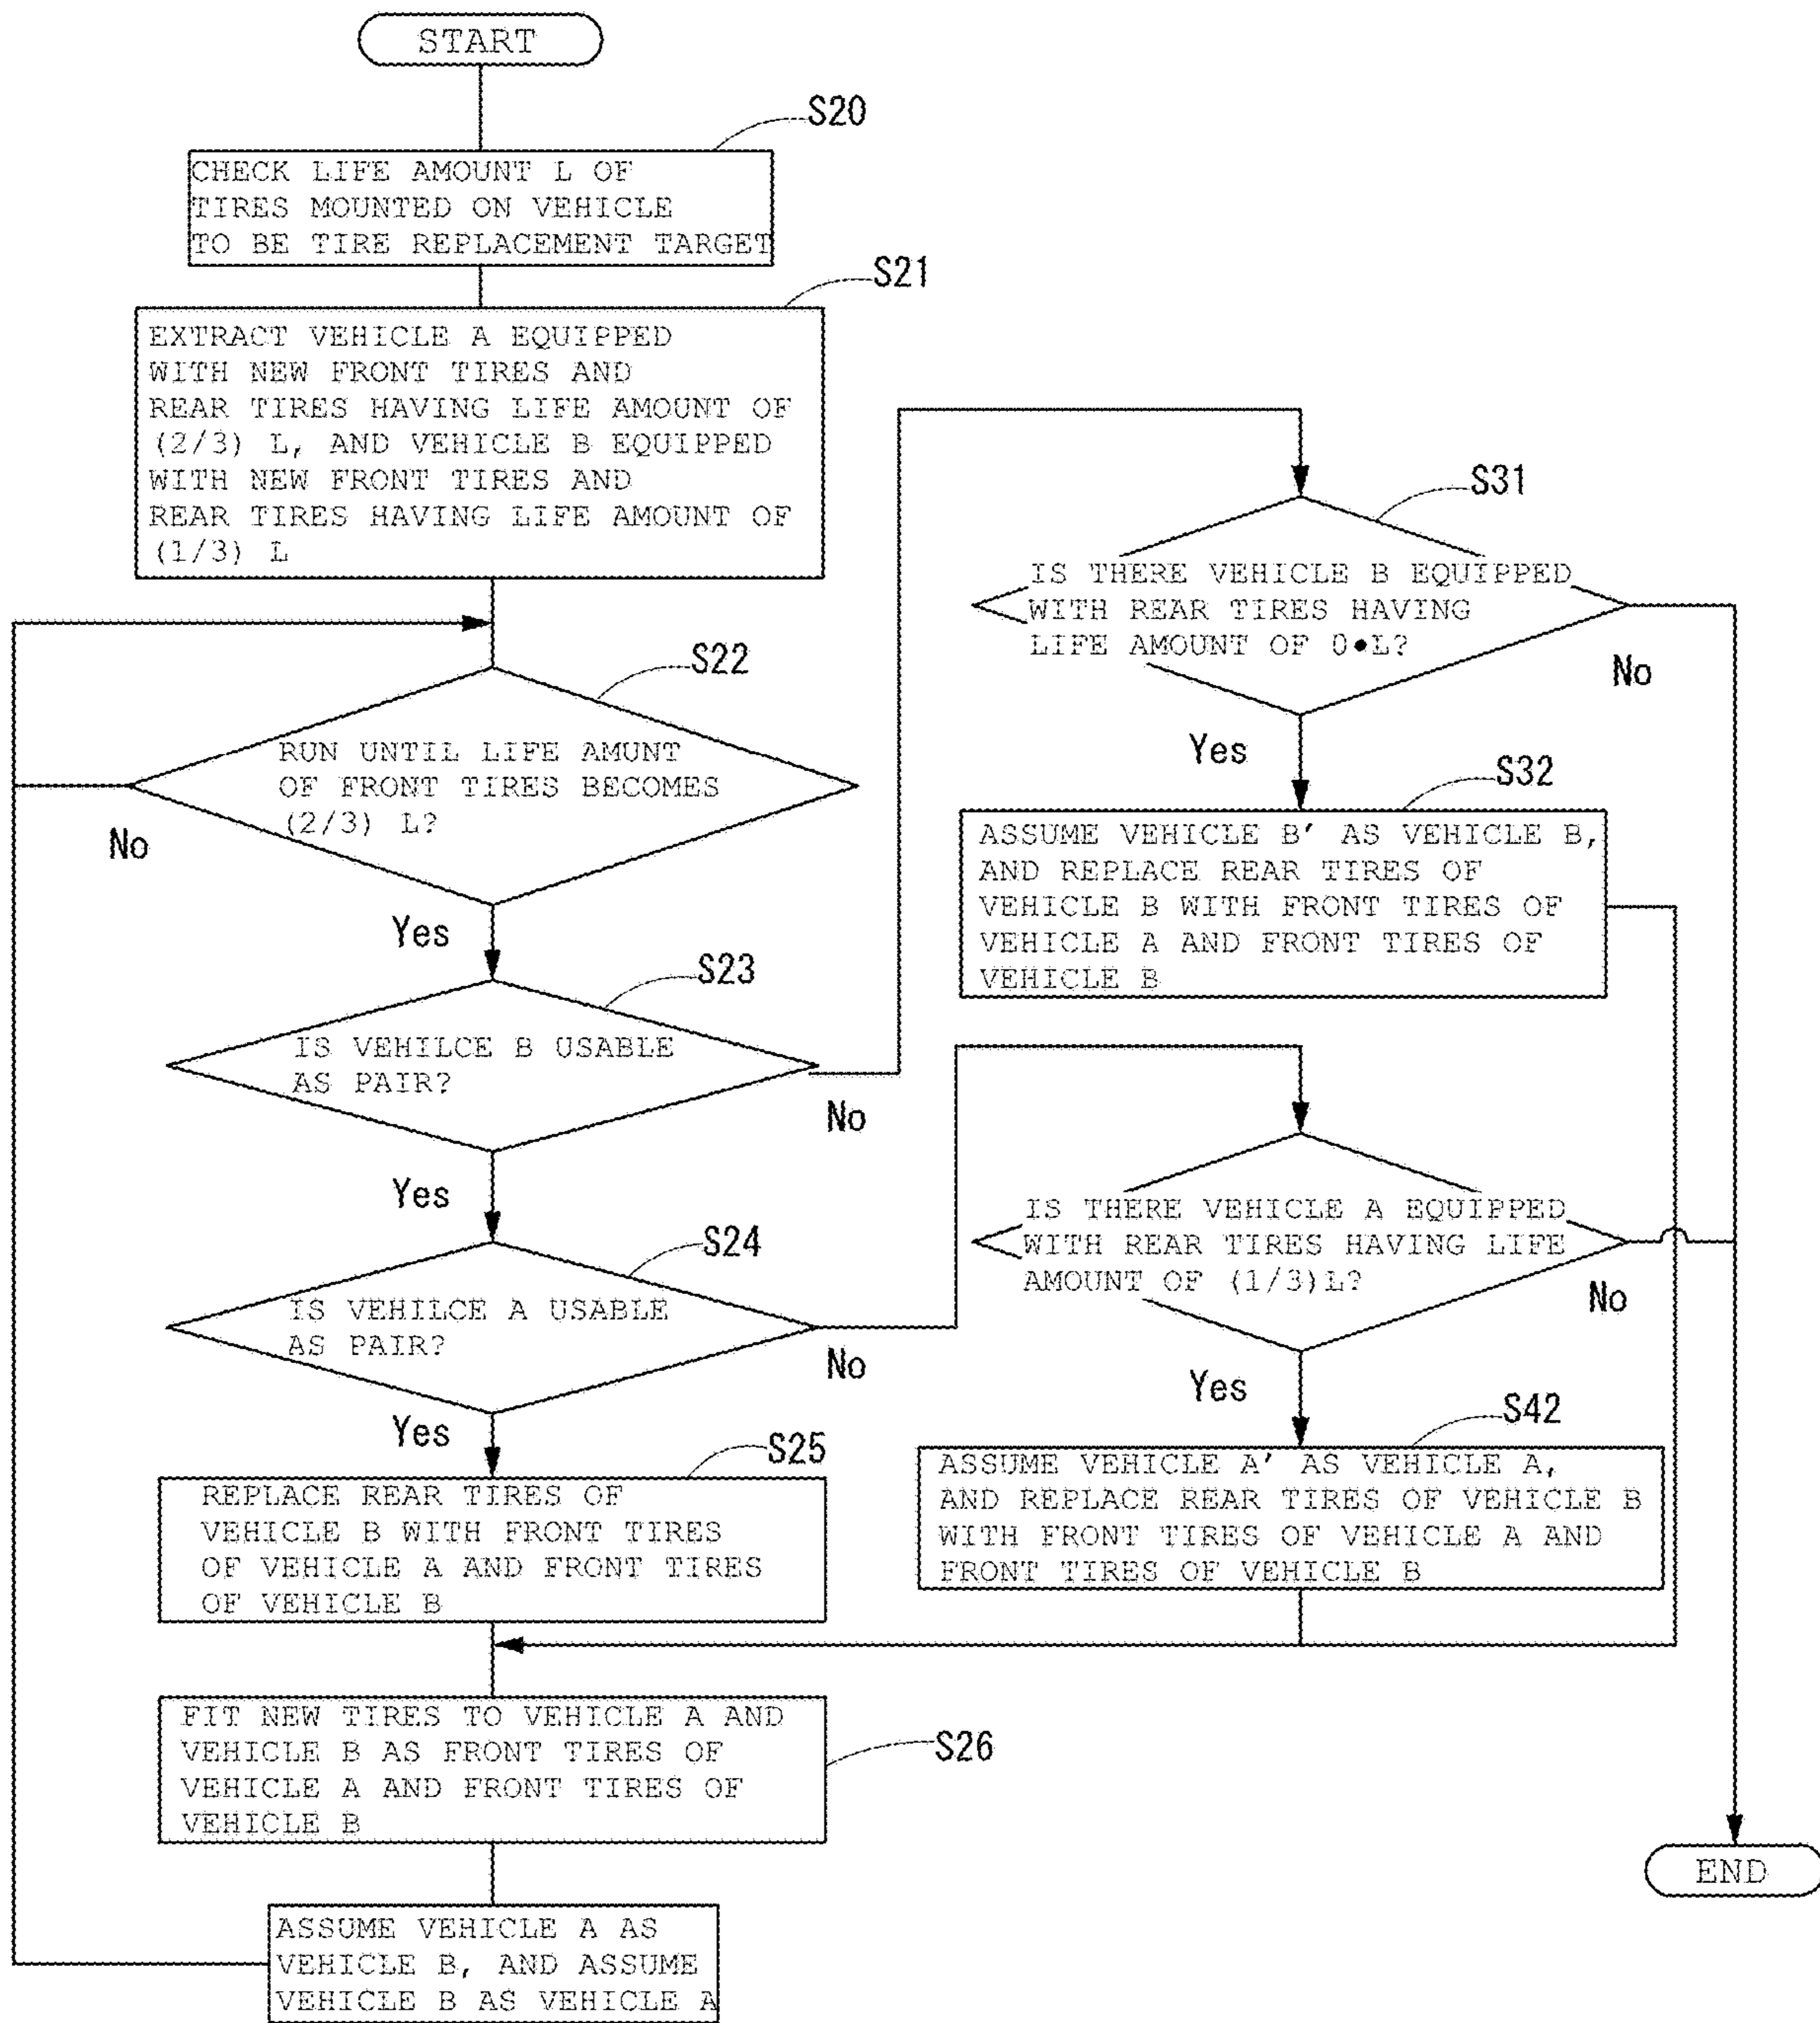 START
S20
CHECK LIFE AMOUNT L OF
TIRES MOUNTED ON VEHICLE
TO BE TIRE REPLACEMENT TARGET
S21
EXTRACT VEHICLE A EQUIPPED
WITH NEW FRONT TIRES AND
REAR TIRES HAVING LIFE AMOUNT OF
(2/3) L, AND VEHICLE B EQUIPPED
WITH NEW FRONT TIRES AND
REAR TIRES HAVING LIFE AMOUNT OF
(1/3) L
S22
RUN UNTIL LIFE AMUNT
OF FRONT TIRES BECOMES
(2/3) L?
No
Yes
S23
IS VEHILCE B USABLE
AS PAIR?
No
Yes
S24
IS VEHILCE A USABLE
AS PAIR?
No
Yes
S25
REPLACE REAR TIRES OF
VEHICLE B WITH FRONT TIRES
OF VEHICLE A AND FRONT TIRES
OF VEHICLE B
S26
FIT NEW TIRES TO VEHICLE A AND
VEHICLE B AS FRONT TIRES OF
VEHICLE A AND FRONT TIRES OF
VEHICLE B
ASSUME VEHICLE A AS
VEHICLE B, AND ASSUME
VEHICLE B AS VEHICLE A
S31
IS THERE VEHICLE B EQUIPPED
WITH REAR TIRES HAVING
LIFE AMOUNT OF 0•L?
No
Yes
S32
ASSUME VEHICLE B' AS VEHICLE B,
AND REPLACE REAR TIRES OF
VEHICLE B WITH FRONT TIRES OF
VEHICLE A AND FRONT TIRES OF
VEHICLE B
IS THERE VEHICLE A EQUIPPED
WITH REAR TIRES HAVING LIFE
AMOUNT OF (1/3)L?
No
Yes
S42
ASSUME VEHICLE A' AS VEHICLE A,
AND REPLACE REAR TIRES OF VEHICLE B
WITH FRONT TIRES OF VEHICLE A AND
FRONT TIRES OF VEHICLE B
END